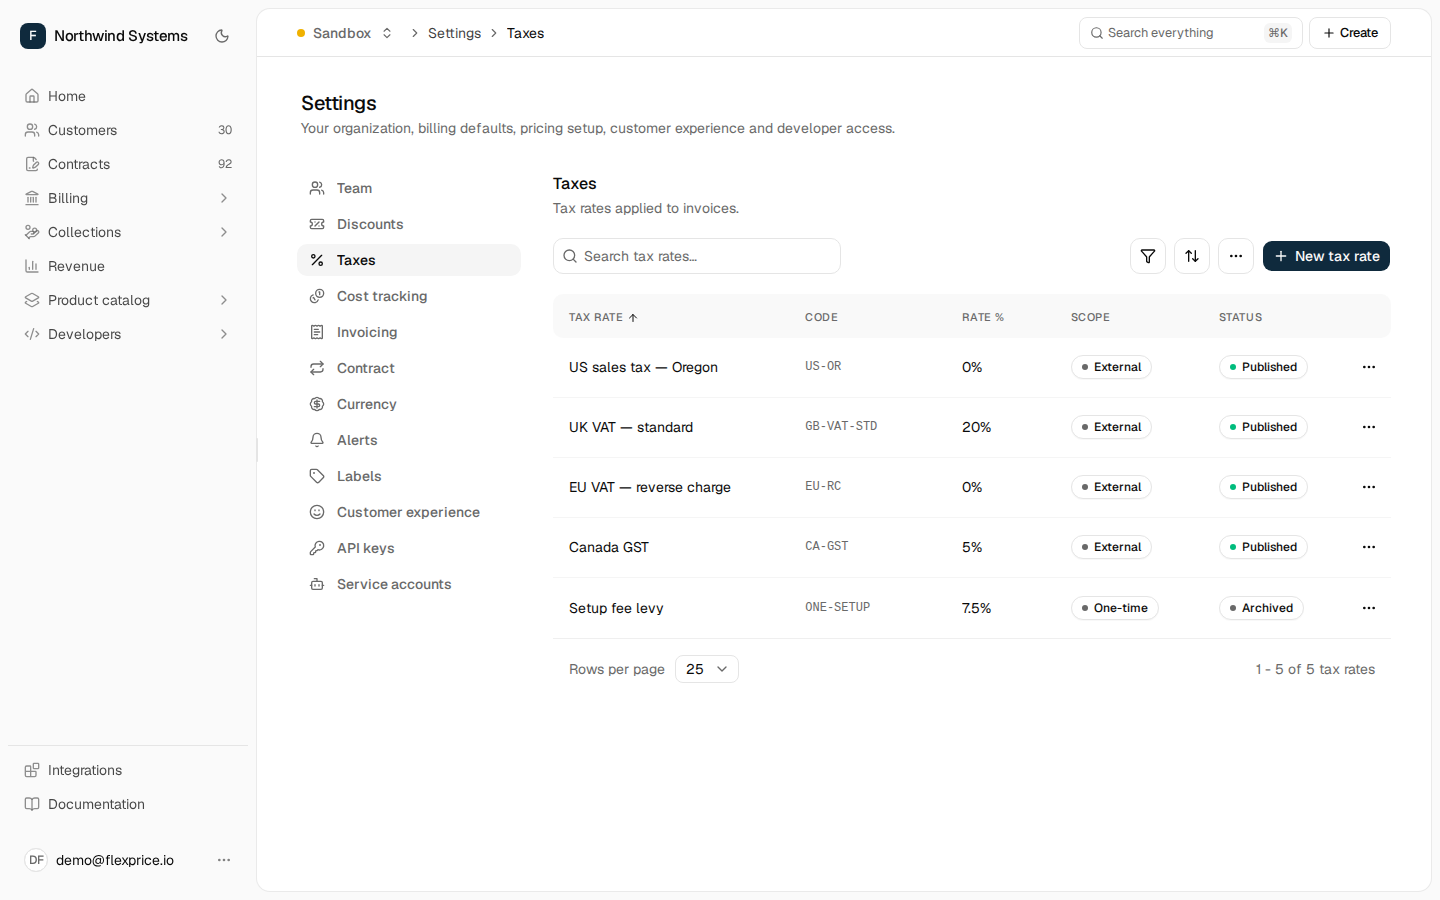 F Northwind Systems
Home
Customers 30
Contracts 92
Billing
Collections
Revenue
Product catalog
Developers
Integrations
Documentation
DF demo@flexprice.io
Sandbox Settings Taxes
Search everything ⌘K
Create
Settings
Your organization, billing defaults, pricing setup, customer experience and developer access.
Team
Discounts
Taxes
Cost tracking
Invoicing
Contract
Currency
Alerts
Labels
Customer experience
API keys
Service accounts
Taxes
Tax rates applied to invoices.
Search tax rates...
New tax rate
TAX RATE CODE RATE % SCOPE STATUS
US sales tax — Oregon US-OR 0% External Published
UK VAT — standard GB-VAT-STD 20% External Published
EU VAT — reverse charge EU-RC 0% External Published
Canada GST CA-GST 5% External Published
Setup fee levy ONE-SETUP 7.5% One-time Archived
Rows per page 25 1 - 5 of 5 tax rates